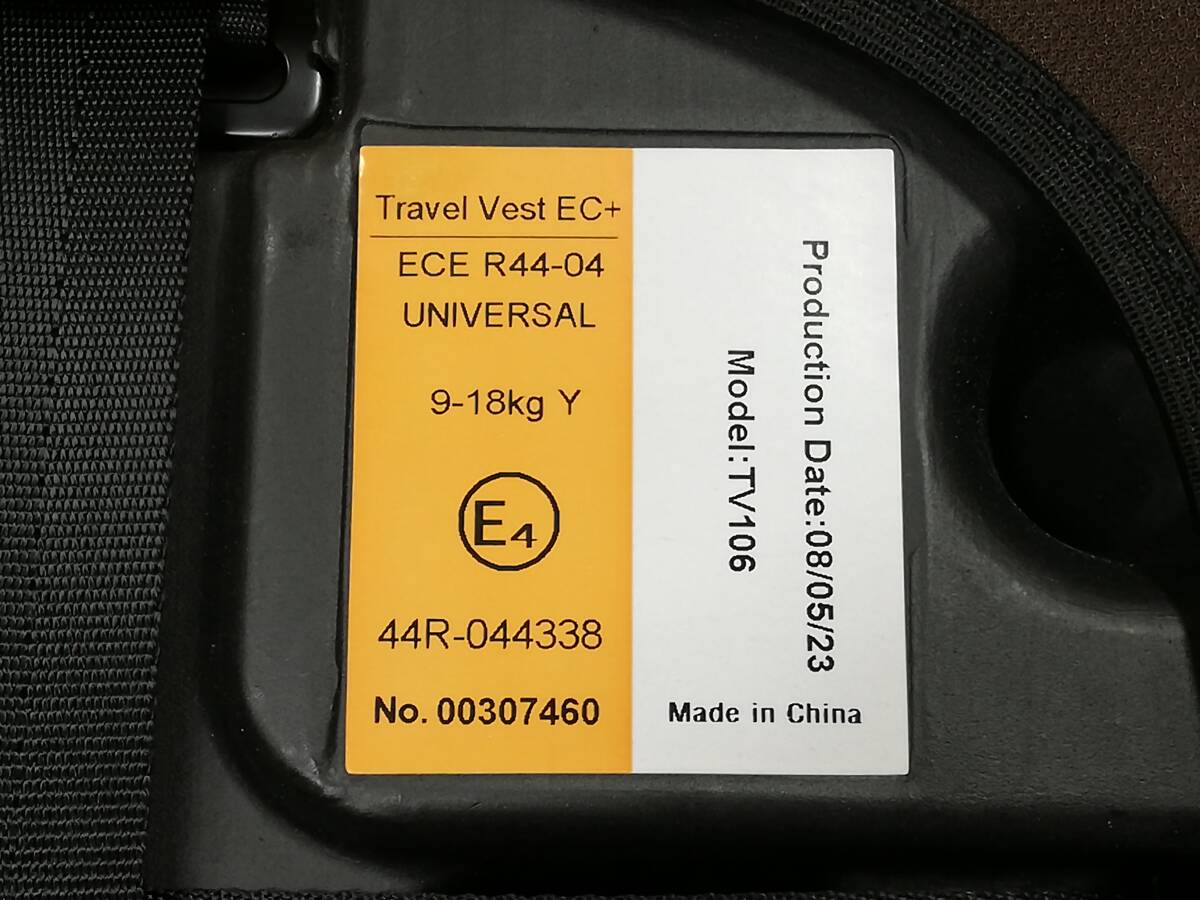 Travel Vest EC+
ECE R44-04
UNIVERSAL
9-18kg Y
E4
44R-044338
No. 00307460
Production Date:08/05/23
Model:TV106
Made in China